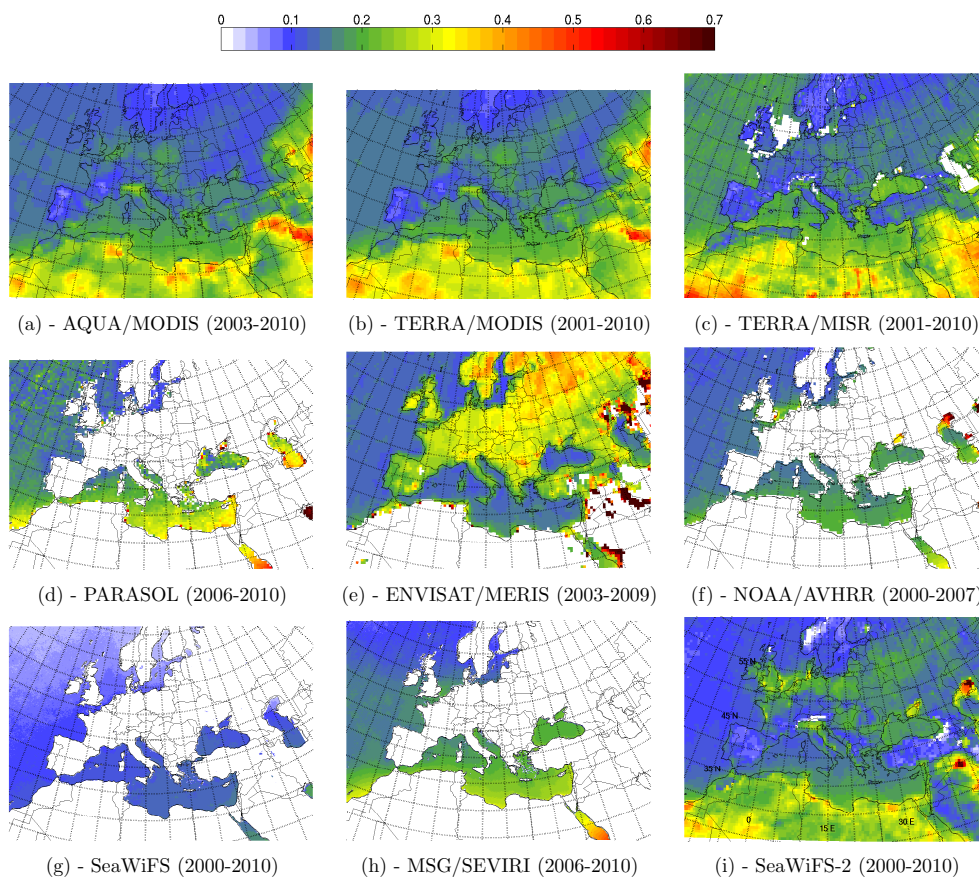 0 0.1 0.2 0.3 0.4 0.5 0.6 0.7
(a) - AQUA/MODIS (2003-2010)
(b) - TERRA/MODIS (2001-2010)
(c) - TERRA/MISR (2001-2010)
(d) - PARASOL (2006-2010)
(e) - ENVISAT/MERIS (2003-2009)
(f) - NOAA/AVHRR (2000-2007)
55 N
45 N
35 N
0
15 E
30 E
(g) - SeaWiFS (2000-2010)
(h) - MSG/SEVIRI (2006-2010)
(i) - SeaWiFS-2 (2000-2010)